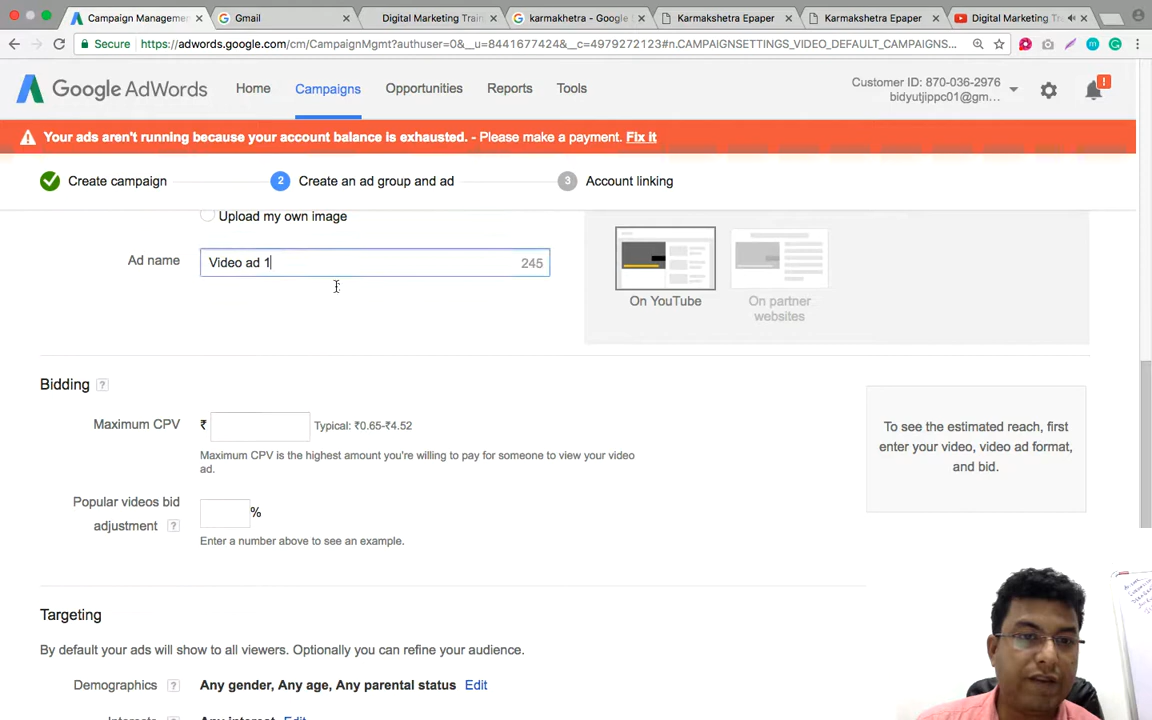 Campaign Manageme
Gmail
Digital Marketing Train
karmakhetra - Google
Karmakshetra Epaper
Karmakshetra Epaper
Digital Marketing Tra
Secure
https://adwords.google.com/cm/CampaignMgmt?authuser=0&__u=8441677424&__c=4979272123#n.CAMPAIGNSETTINGS_VIDEO_DEFAULT_CAMPAIGNS...
Google AdWords
Home
Campaigns
Opportunities
Reports
Tools
Customer ID: 870-036-2976
bidyutjippc01@gm...
!
Your ads aren't running because your account balance is exhausted. - Please make a payment. Fix it
Create campaign
2 Create an ad group and ad
3 Account linking
Upload my own image
Ad name
Video ad 1
245
On YouTube
On partner
websites
Bidding ?
Maximum CPV
₹
Typical: ₹0.65-₹4.52
Maximum CPV is the highest amount you're willing to pay for someone to view your video
ad.
Popular videos bid
adjustment ?
%
Enter a number above to see an example.
To see the estimated reach, first
enter your video, video ad format,
and bid.
Targeting
By default your ads will show to all viewers. Optionally you can refine your audience.
Demographics ? Any gender, Any age, Any parental status Edit
Interests ? Any interest Edit